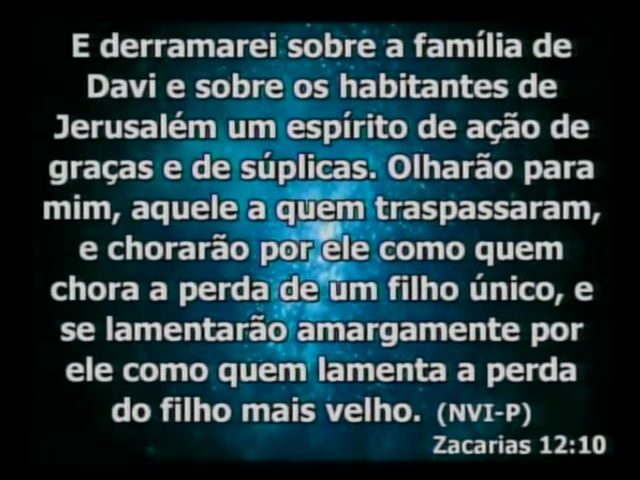 E derramarei sobre a família de
Davi e sobre os habitantes de
Jerusalém um espírito de ação de
graças e de súplicas. Olharão para
mim, aquele a quem traspassaram,
e chorarão por ele como quem
chora a perda de um filho único, e
se lamentarão amargamente por
ele como quem lamenta a perda
do filho mais velho. (NVI-P)
Zacarias 12:10